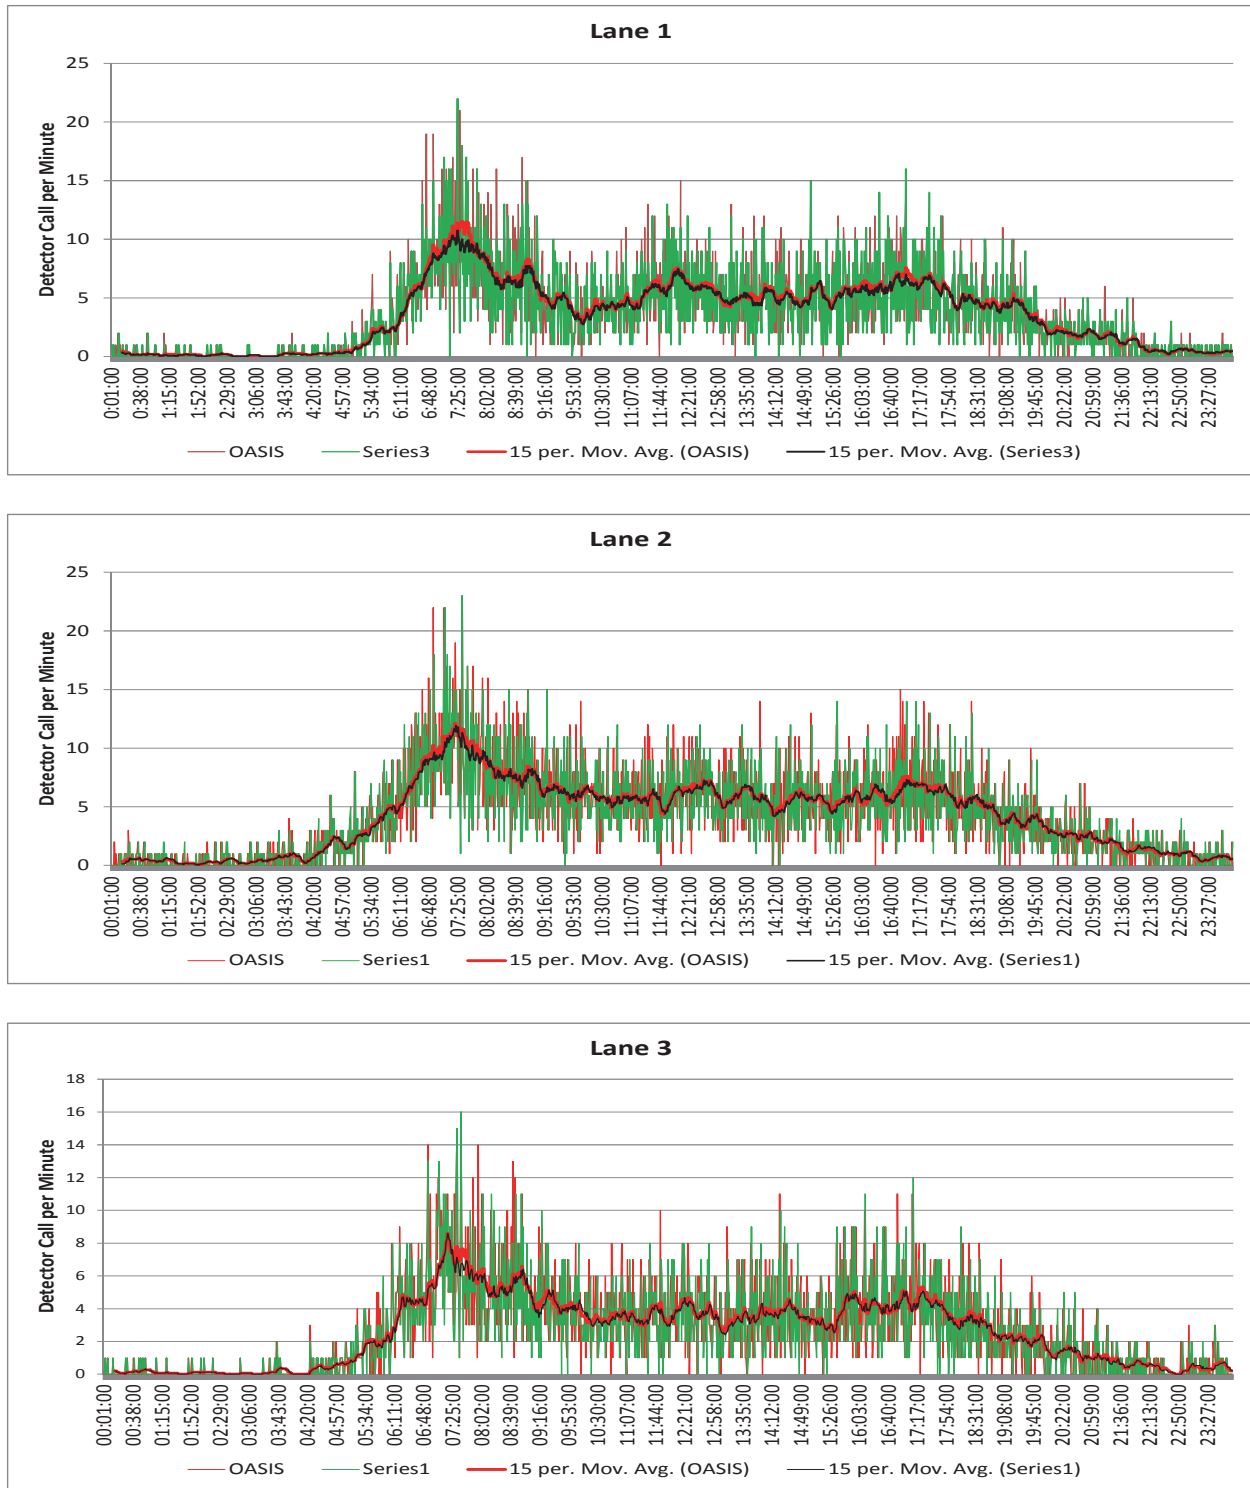 Lane 1
Detector Call per Minute
25
20
15
10
5
0
0:01:00 0:38:00 1:15:00 1:52:00 2:29:00 3:06:00 3:43:00 4:20:00 4:57:00 5:34:00 6:11:00 6:48:00 7:25:00 8:02:00 8:39:00 9:16:00 9:53:00 10:30:00 11:07:00 11:44:00 12:21:00 12:58:00 13:35:00 14:12:00 14:49:00 15:26:00 16:03:00 16:40:00 17:17:00 17:54:00 18:31:00 19:08:00 19:45:00 20:22:00 20:59:00 21:36:00 22:13:00 22:50:00 23:27:00
OASIS Series3 15 per. Mov. Avg. (OASIS) 15 per. Mov. Avg. (Series3)
Lane 2
Detector Call per Minute
25
20
15
10
5
0
00:01:00 00:38:00 01:15:00 01:52:00 02:29:00 03:06:00 03:43:00 04:20:00 04:57:00 05:34:00 06:11:00 06:48:00 07:25:00 08:02:00 08:39:00 09:16:00 09:53:00 10:30:00 11:07:00 11:44:00 12:21:00 12:58:00 13:35:00 14:12:00 14:49:00 15:26:00 16:03:00 16:40:00 17:17:00 17:54:00 18:31:00 19:08:00 19:45:00 20:22:00 20:59:00 21:36:00 22:13:00 22:50:00 23:27:00
OASIS Series1 15 per. Mov. Avg. (OASIS) 15 per. Mov. Avg. (Series1)
Lane 3
Detector Call per Minute
18
16
14
12
10
8
6
4
2
0
00:01:00 00:38:00 01:15:00 01:52:00 02:29:00 03:06:00 03:43:00 04:20:00 04:57:00 05:34:00 06:11:00 06:48:00 07:25:00 08:02:00 08:39:00 09:16:00 09:53:00 10:30:00 11:07:00 11:44:00 12:21:00 12:58:00 13:35:00 14:12:00 14:49:00 15:26:00 16:03:00 16:40:00 17:17:00 17:54:00 18:31:00 19:08:00 19:45:00 20:22:00 20:59:00 21:36:00 22:13:00 22:50:00 23:27:00
OASIS Series1 15 per. Mov. Avg. (OASIS) 15 per. Mov. Avg. (Series1)